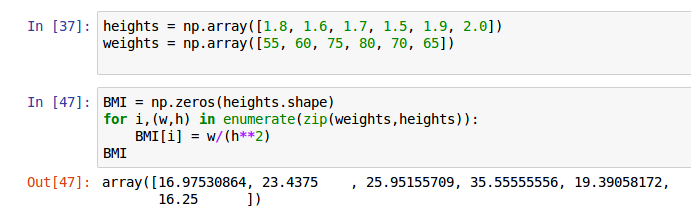 In [37]: heights = np.array([1.8, 1.6, 1.7, 1.5, 1.9, 2.0])
weights = np.array([55, 60, 75, 80, 70, 65])
In [47]: BMI = np.zeros(heights.shape)
for i,(w,h) in enumerate(zip(weights,heights)):
    BMI[i] = w/(h**2)
BMI
Out[47]: array([16.97530864, 23.4375    , 25.95155709, 35.55555556, 19.39058172,
       16.25      ])